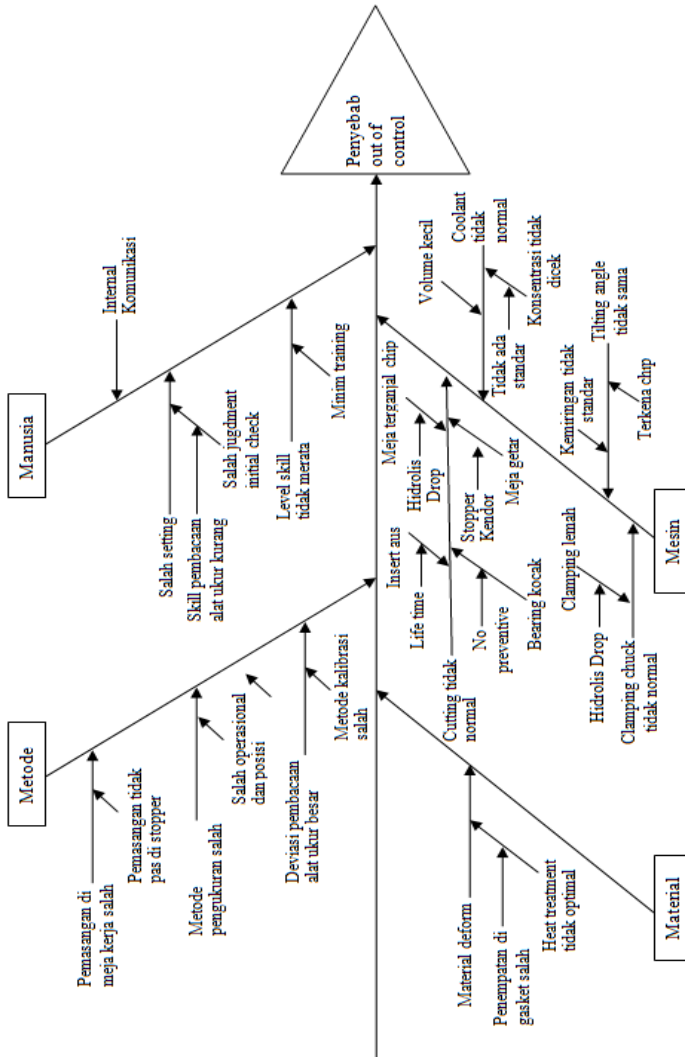 Metode
Manusia
Penyebab
out of
control
Pemasangan di
meja kerja salah
Pemasangan tidak
pas di stopper
Metode
pengukuran salah
Salah operasional
dan posisi
Deviasi pembacaan
alat ukur besar
Metode kalibrasi
salah
Internal
Komunikasi
Salah setting
Skill pembacaan
alat ukur kurang
Salah jugdment
initial check
Level skill
tidak merata
Minim training
Material deform
Penempatan di
gasket salah
Heat treatment
tidak optimal
Material
Insert aus
Life time
Cutting tidak
normal
No
preventive
Bearing kocak
Meja terganjal chip
Hidrolis
Drop
Stopper
Kendor
Meja getar
Volume kecil
Coolant
tidak
normal
Tidak ada
standar
Konsentrasi tidak
dicek
Clamping lemah
Hidrolis Drop
Clamping chuck
tidak normal
Kemiringan tidak
standar
Tilting angle
tidak sama
Terkena chip
Mesin